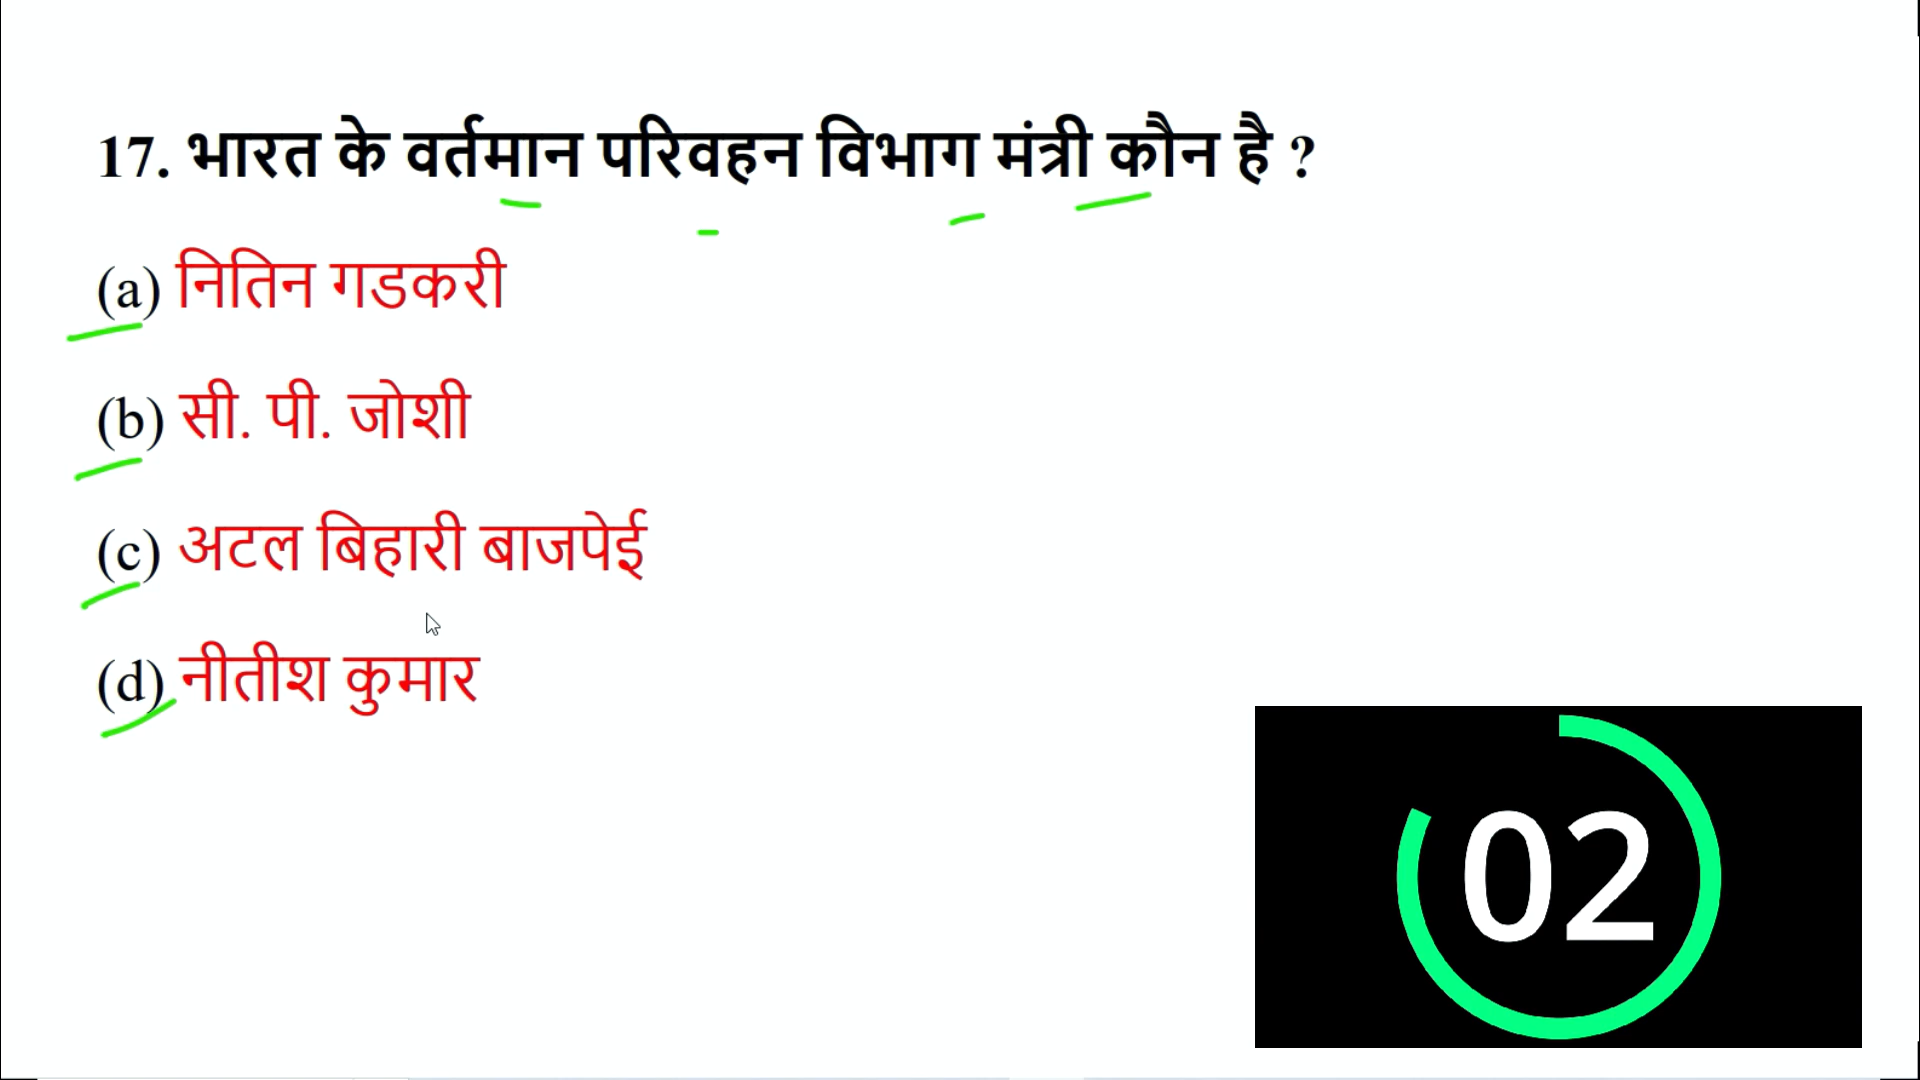 17. भारत के वर्तमान परिवहन विभाग मंत्री कौन है ?
(a) नितिन गडकरी
(b) सी. पी. जोशी
(c) अटल बिहारी बाजपेई
(d) नीतीश कुमार
02